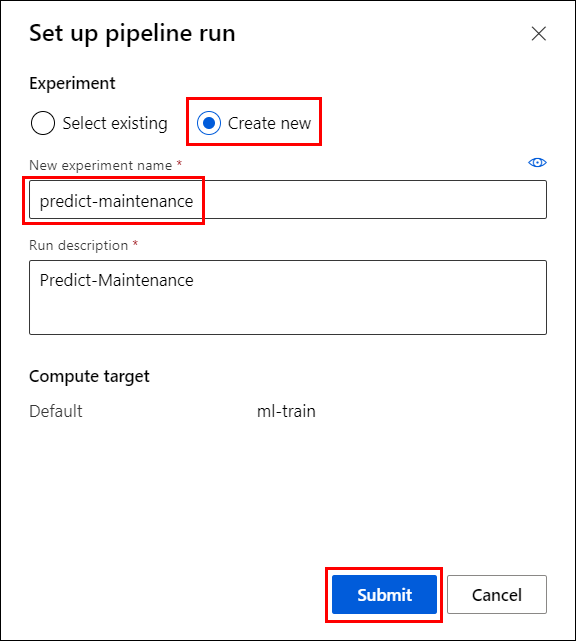 Set up pipeline run
Experiment
Select existing Create new
New experiment name *
predict-maintenance
Run description *
Predict-Maintenance
Compute target
Default ml-train
Submit Cancel